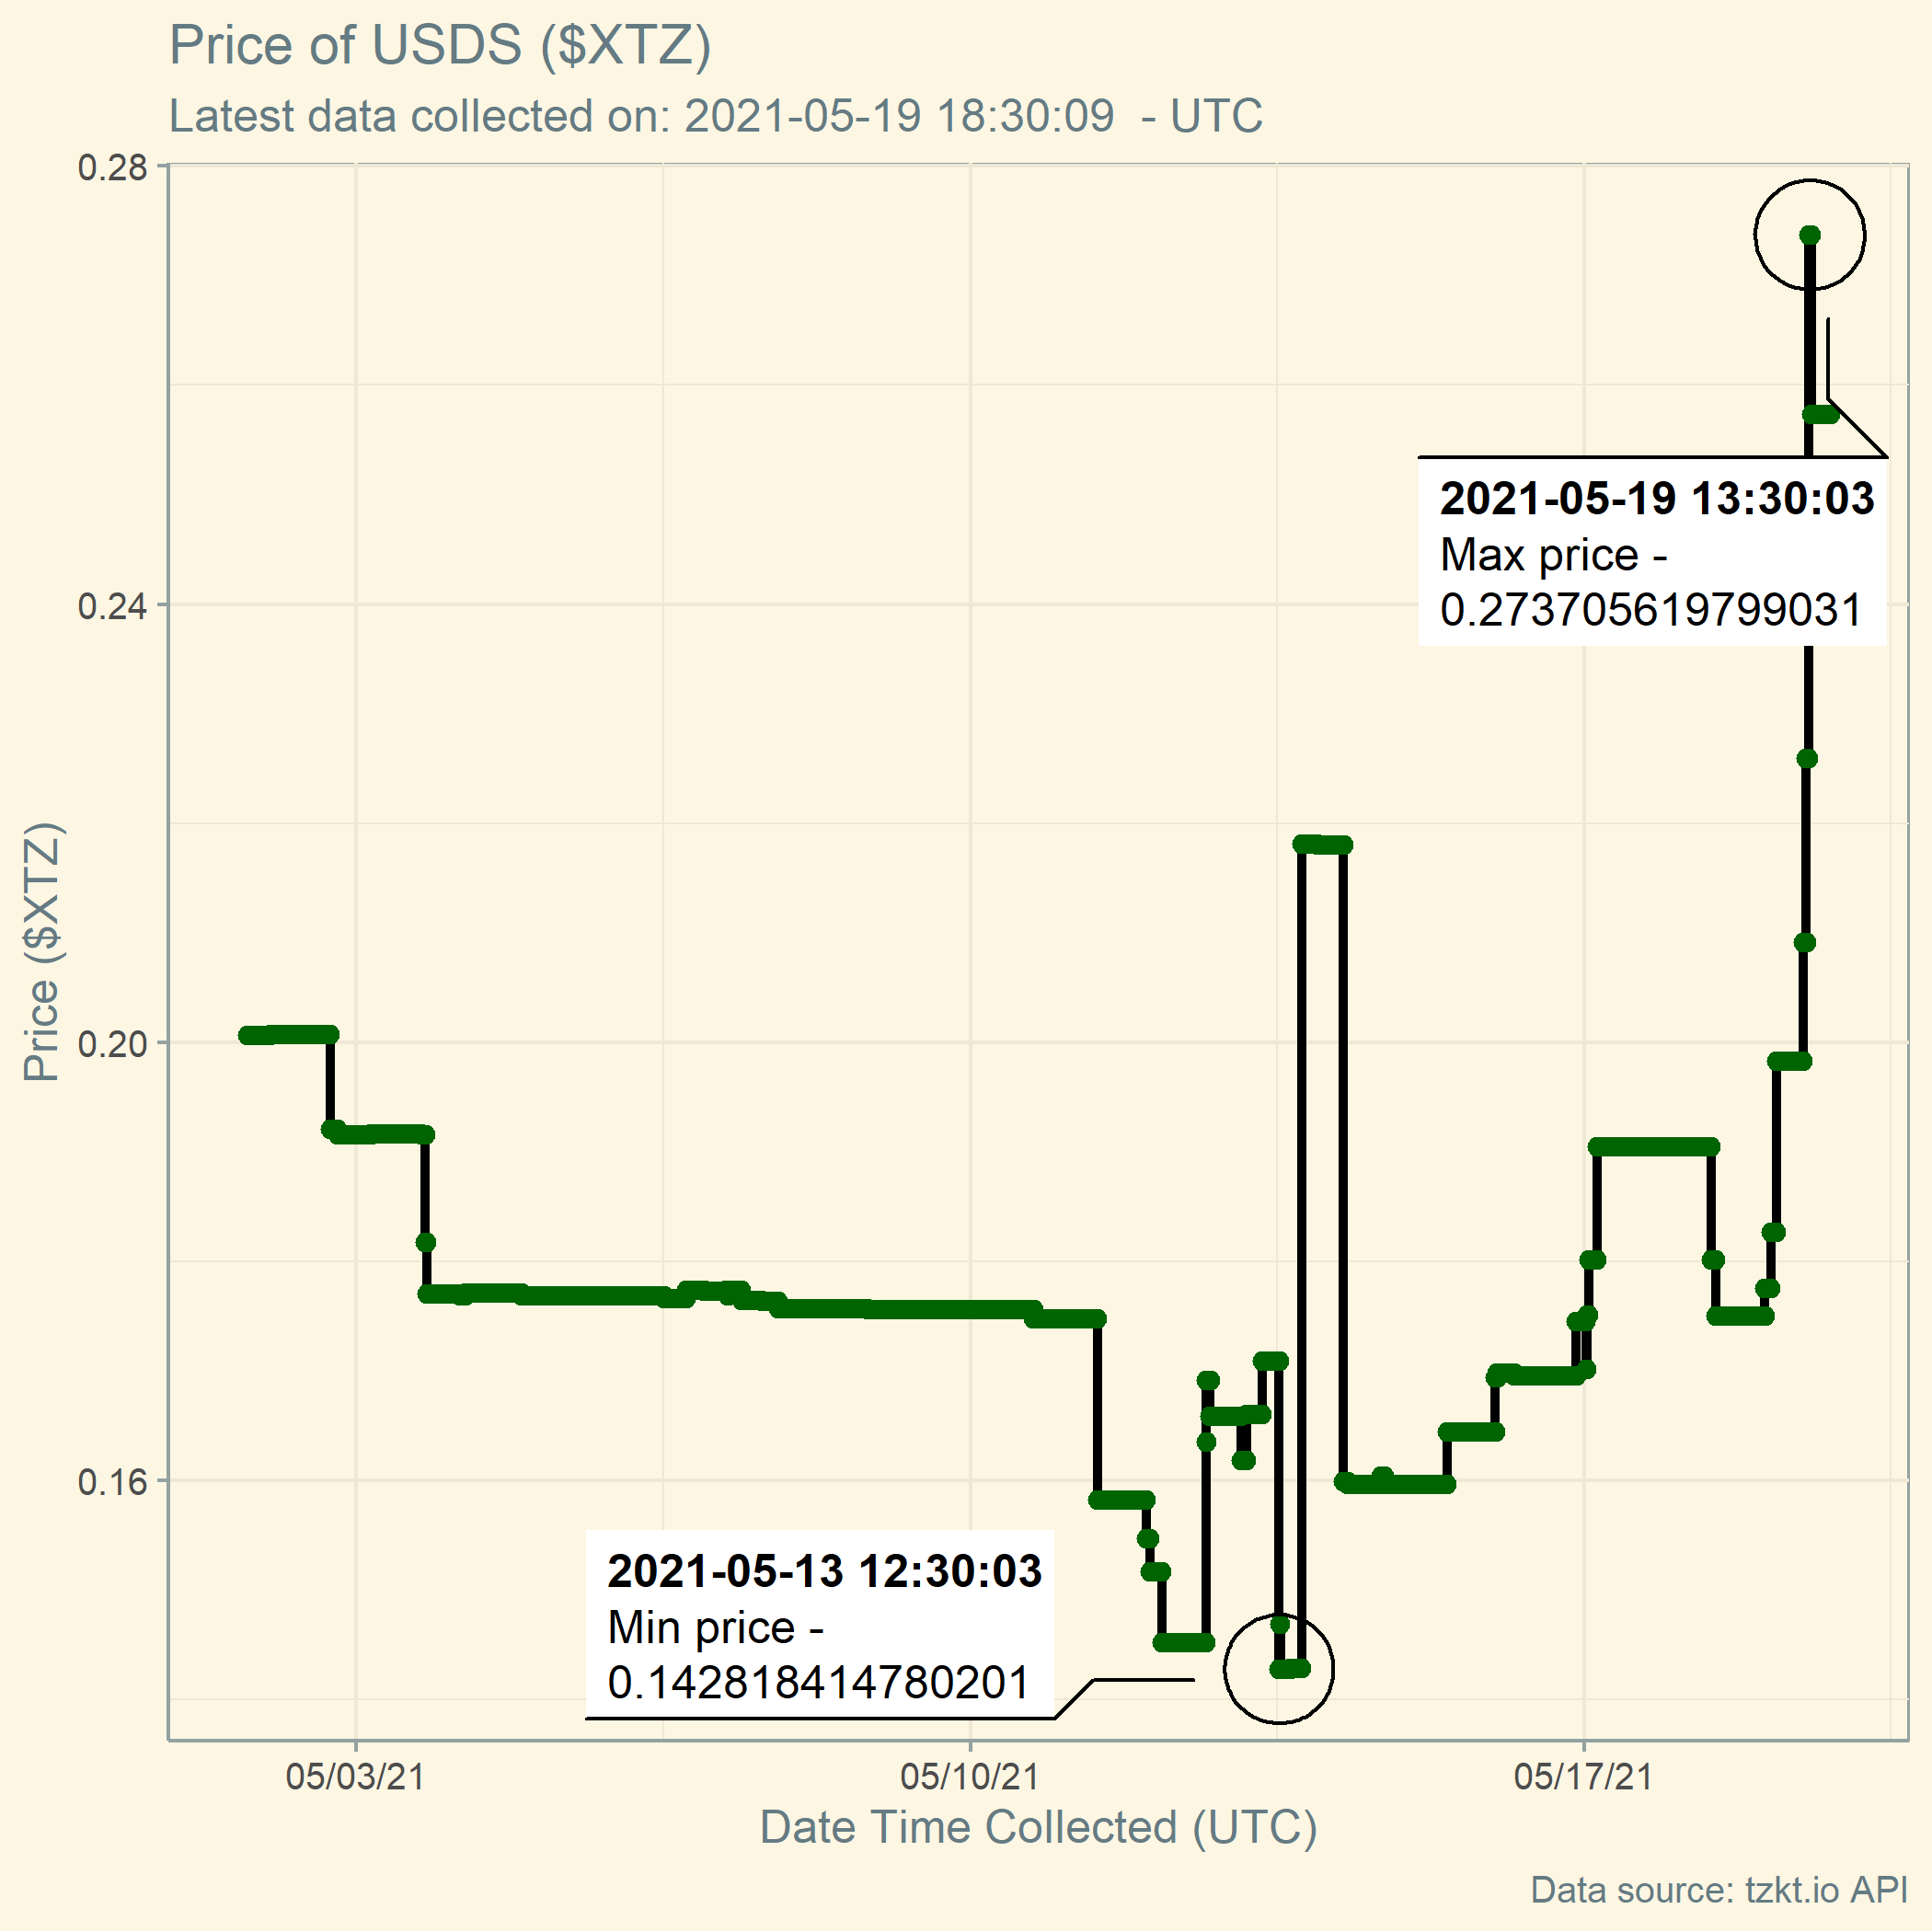 Price of USDS ($XTZ)
Latest data collected on: 2021-05-19 18:30:09  - UTC
0.28
0.24
0.20
0.16
Price ($XTZ)
2021-05-19 13:30:03
Max price -
0.273705619799031
2021-05-13 12:30:03
Min price -
0.142818414780201
05/03/21
05/10/21
05/17/21
Date Time Collected (UTC)
Data source: tzkt.io API